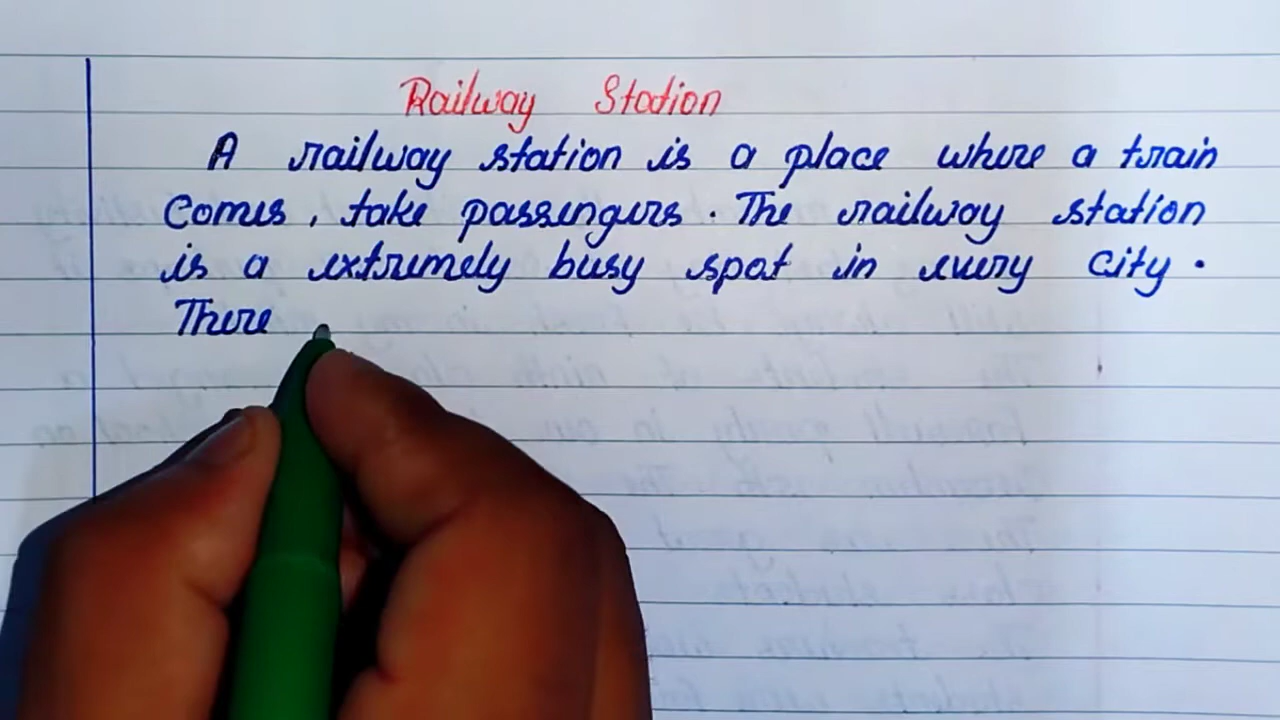 Railway Station
A railway station is a place where a train
comes, take passengers. The railway station
is a extremely busy spot in every city.
There